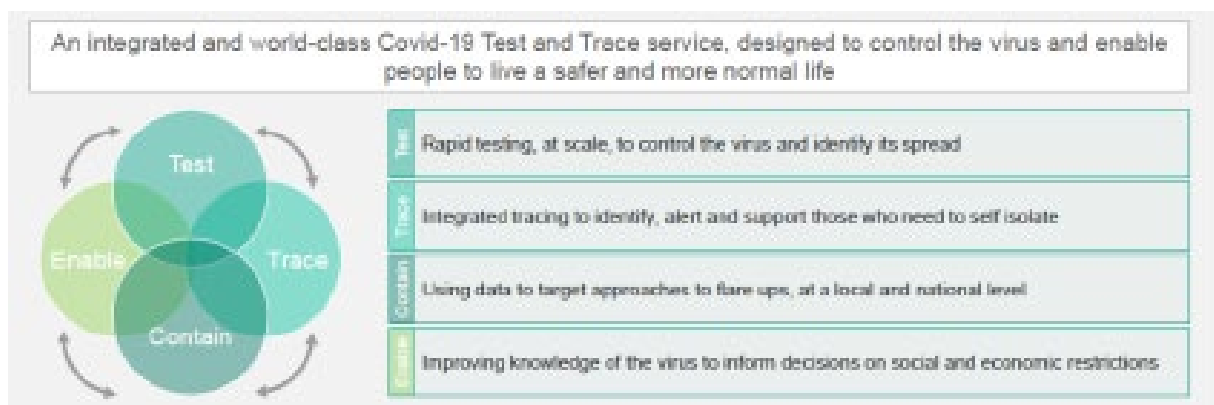 An integrated and world-class Covid-19 Test and Trace service, designed to control the virus and enable
people to live a safer and more normal life
Test
Enable
Trace
Contain
Test
Rapid testing, at scale, to control the virus and identify its spread
Trace
Integrated tracing to identify, alert and support those who need to self isolate
Contain
Using data to target approaches to flare ups, at a local and national level
Enable
Improving knowledge of the virus to inform decisions on social and economic restrictions